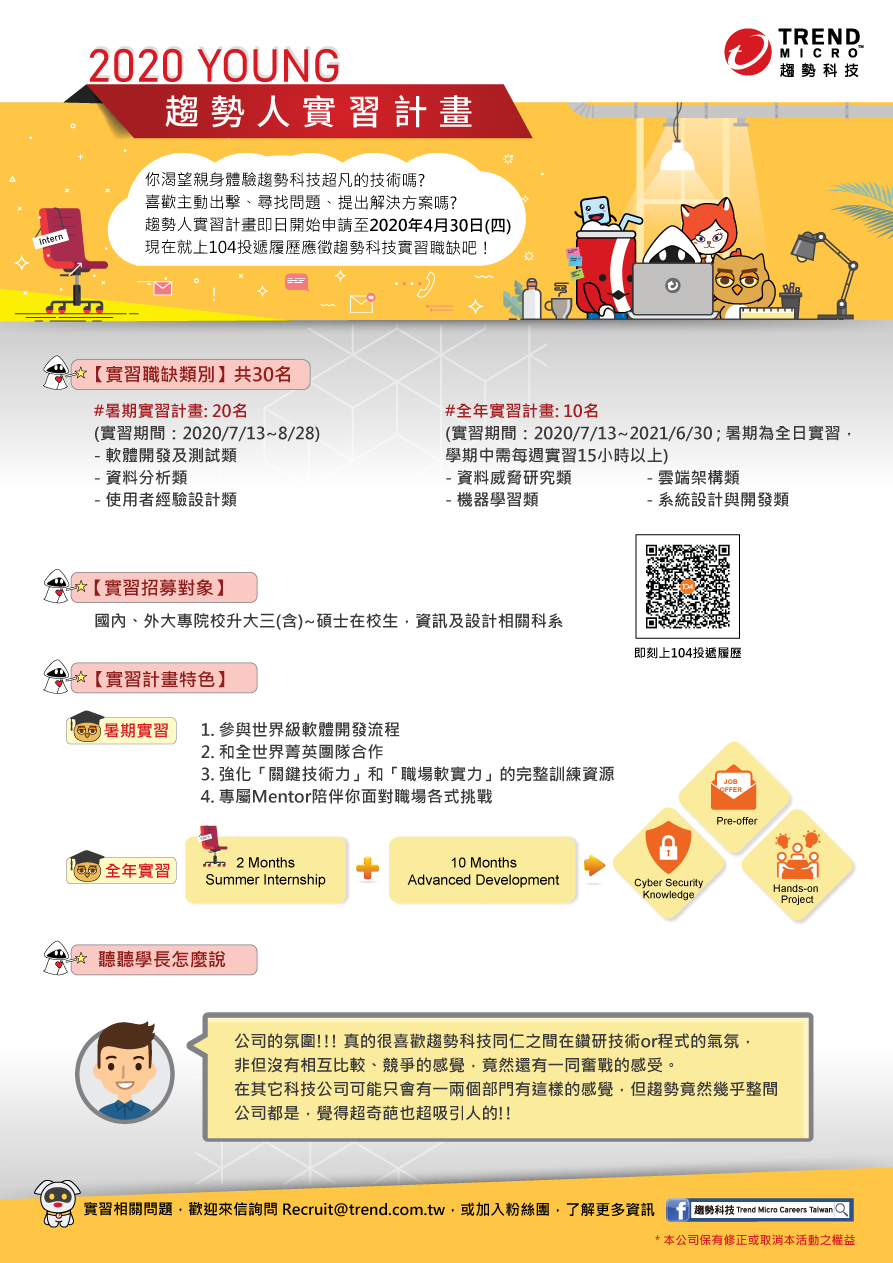 2020 YOUNG
趨勢人實習計畫
TREND
MICRO™
趨勢科技
你渴望親身體驗趨勢科技超凡的技術嗎?
喜歡主動出擊、尋找問題、提出解決方案嗎?
趨勢人實習計畫即日開始申請至2020年4月30日(四)
現在就上104投遞履歷應徵趨勢科技實習職缺吧！
Intern
【實習職缺類別】共30名
#暑期實習計畫: 20名
(實習期間：2020/7/13~8/28)
- 軟體開發及測試類
- 資料分析類
- 使用者經驗設計類
#全年實習計畫: 10名
(實習期間：2020/7/13~2021/6/30 ; 暑期為全日實習，
學期中需每週實習15小時以上)
- 資料威脅研究類
- 雲端架構類
- 機器學習類
- 系統設計與開發類
【實習招募對象】
國內、外大專院校升大三(含)~碩士在校生，資訊及設計相關科系
104
即刻上104投遞履歷
【實習計畫特色】
暑期實習
1. 參與世界級軟體開發流程
2. 和全世界菁英團隊合作
3. 強化「關鍵技術力」和「職場軟實力」的完整訓練資源
4. 專屬Mentor陪伴你面對職場各式挑戰
全年實習
Intern
2 Months
Summer Internship
10 Months
Advanced Development
JOB
OFFER
Pre-offer
Cyber Security
Knowledge
Hands-on
Project
聽聽學長怎麼說
公司的氛圍!!! 真的很喜歡趨勢科技同仁之間在鑽研技術or程式的氣氛，
非但沒有相互比較、競爭的感覺，竟然還有一同奮戰的感受。
在其它科技公司可能只會有一兩個部門有這樣的感覺，但趨勢竟然幾乎整間
公司都是，覺得超奇葩也超吸引人的!!
實習相關問題，歡迎來信詢問 Recruit@trend.com.tw，或加入粉絲團，了解更多資訊
f 趨勢科技 Trend Micro Careers Taiwan
* 本公司保有修正或取消本活動之權益